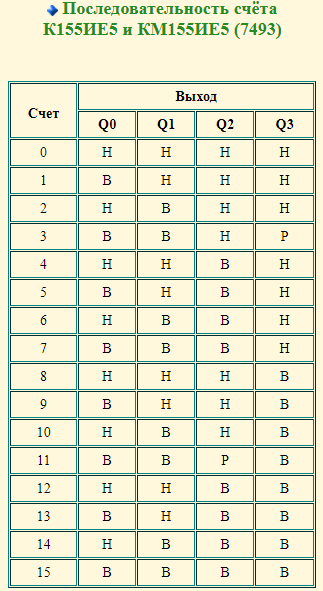 Последовательность счёта
К155ИЕ5 и КМ155ИЕ5 (7493)
Счет Выход
Q0 Q1 Q2 Q3
0 Н Н Н Н
1 В Н Н Н
2 Н В Н Н
3 В В Н Р
4 Н Н В Н
5 В Н В Н
6 Н В В Н
7 В В В Н
8 Н Н Н В
9 В Н Н В
10 Н В Н В
11 В В Р В
12 Н Н В В
13 В Н В В
14 Н В В В
15 В В В В